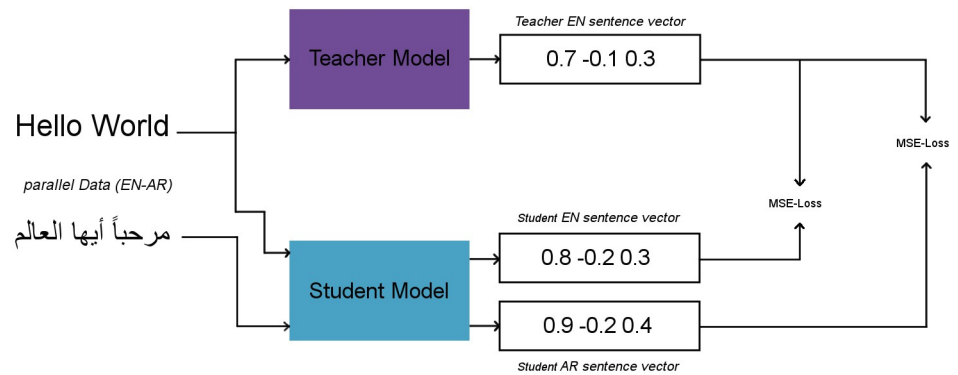 Teacher EN sentence vector
Teacher Model
0.7 -0.1 0.3
Hello World
MSE-Loss
parallel Data (EN-AR)
MSE-Loss
Student EN sentence vector
مرحباً أيها العالم
0.8 -0.2 0.3
Student Model
0.9 -0.2 0.4
Student AR sentence vector